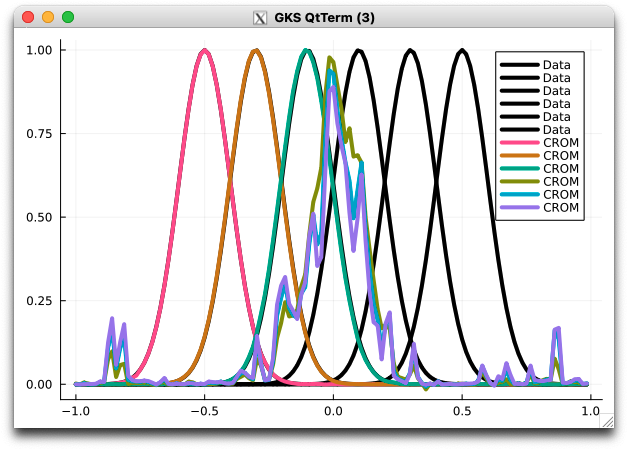 GKS QtTerm (3)
1.00
0.75
0.50
0.25
0.00
Data
Data
Data
Data
Data
Data
CROM
CROM
CROM
CROM
CROM
CROM
−1.0 −0.5 0.0 0.5 1.0